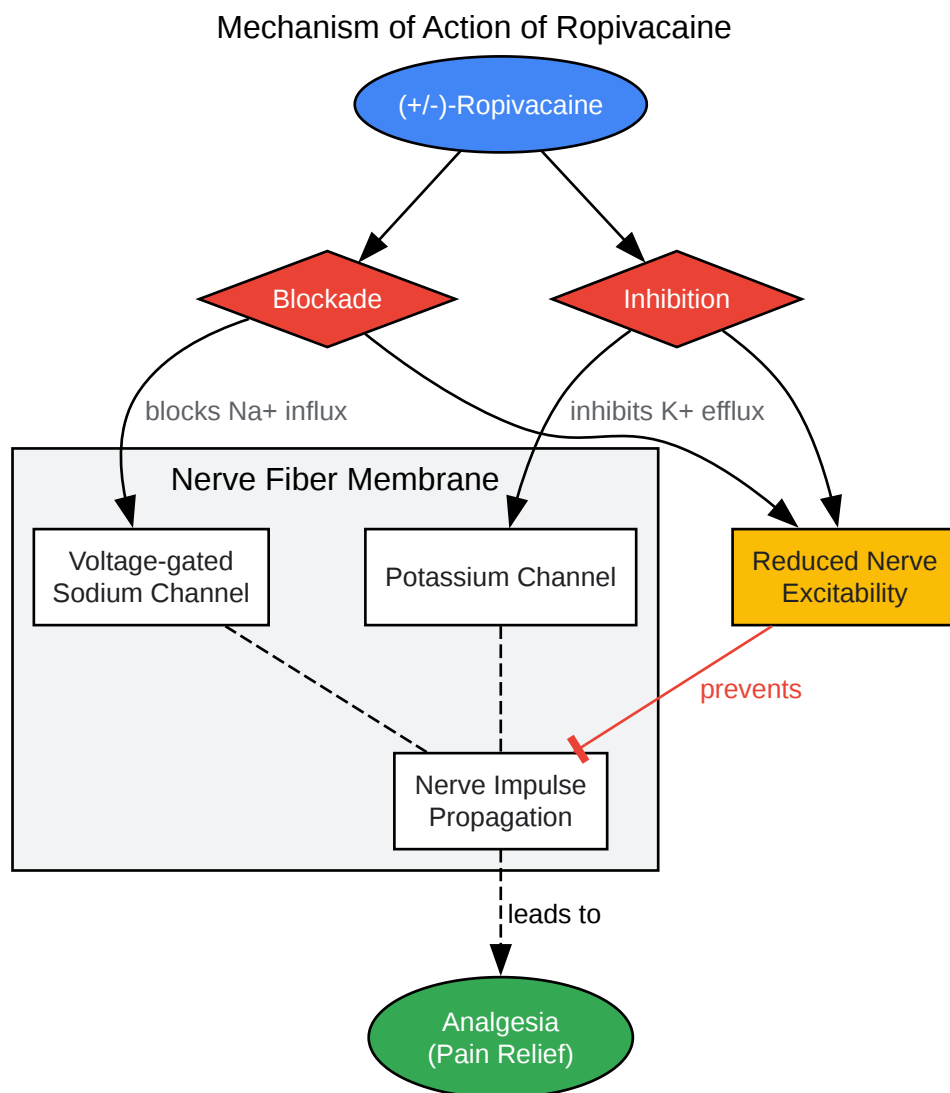 Mechanism of Action of Ropivacaine
(+/-)-Ropivacaine
Blockade
Inhibition
blocks Na+ influx
inhibits K+ efflux
Nerve Fiber Membrane
Voltage-gated
Sodium Channel
Potassium Channel
Reduced Nerve
Excitability
prevents
Nerve Impulse
Propagation
leads to
Analgesia
(Pain Relief)